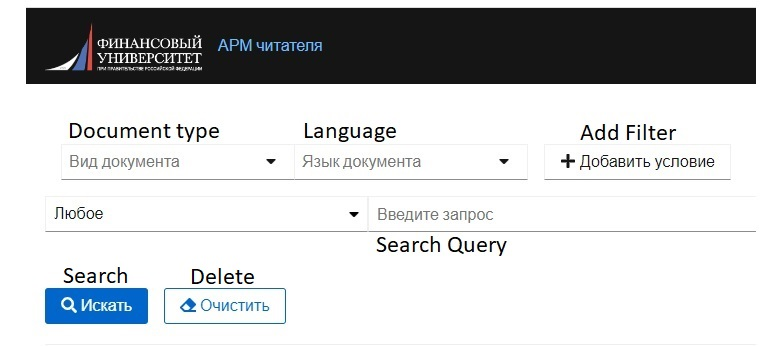 ФИНАНСОВЫЙ
УНИВЕРСИТЕТ
ПРИ ПРАВИТЕЛЬСТВЕ РОССИЙСКОЙ ФЕДЕРАЦИИ
АРМ читателя
Document type Language Add Filter
Вид документа Язык документа Добавить условие
Любое Введите запрос
Search Query
Search Delete
Искать Очистить